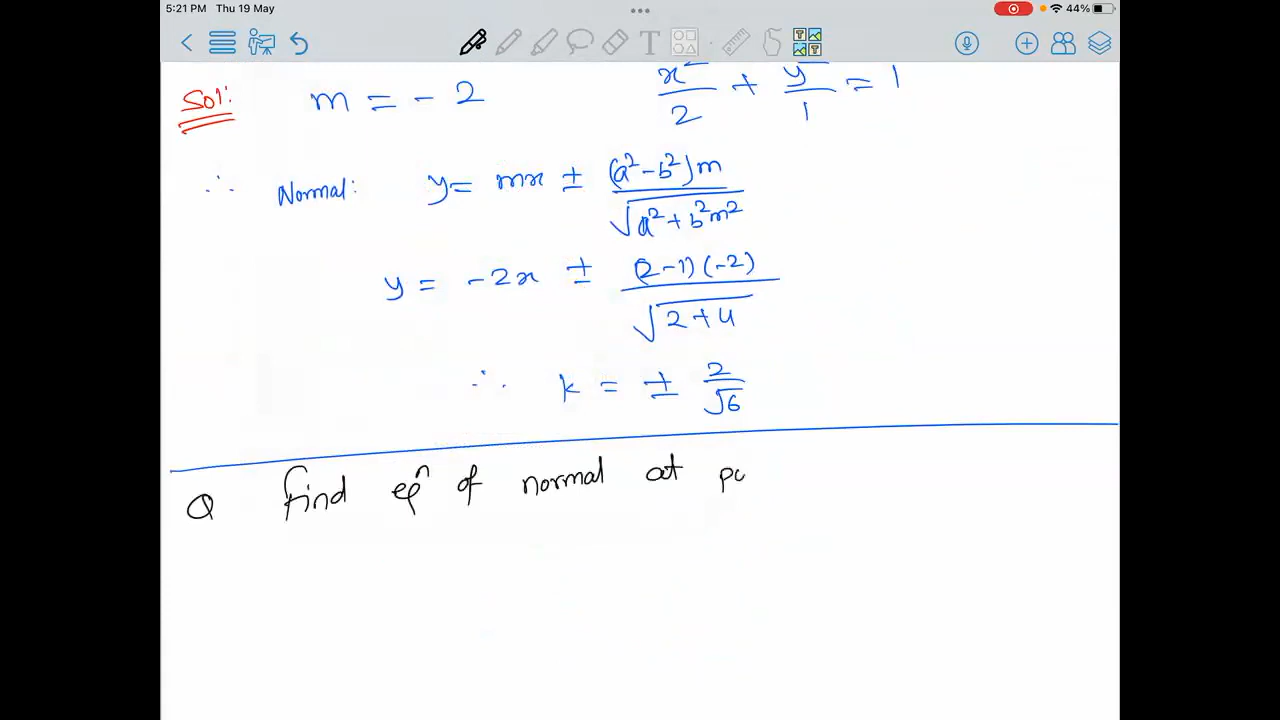 5:21 PM Thu 19 May
44%
Sol:
m = - 2
x²/2 + y²/1 = 1
∴ Normal: y = mx ± (a² - b²)m / √(a² + b²m²)
y = -2x ± (2-1)(-2) / √(2+4)
∴ k = ± 2/√6
Q find eqⁿ of normal at po